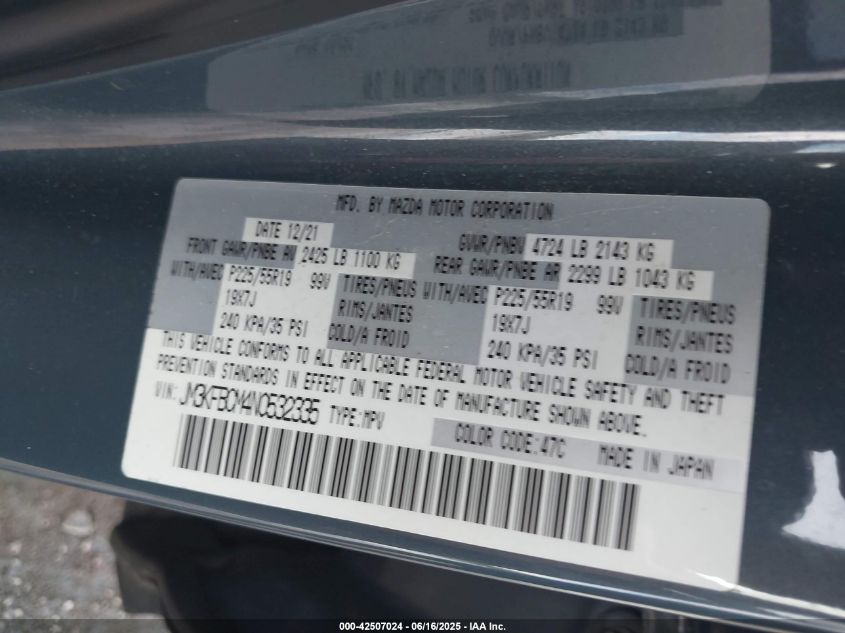 MFD. BY MAZDA MOTOR CORPORATION
DATE 12/21 GVWR/PNBV 4724 LB 2143 KG
FRONT GAWR/PNBE AV 2425 LB 1100 KG REAR GAWR/PNBE AR 2299 LB 1043 KG
WITH/AVEC P225/55R19 99V TIRES/PNEUS WITH/AVEC P225/55R19 99V TIRES/PNEUS
19X7J RIMS/JANTES 19X7J RIMS/JANTES
240 KPA/35 PSI COLD/A FROID 240 KPA/35 PSI COLD/A FROID
THIS VEHICLE CONFORMS TO ALL APPLICABLE FEDERAL MOTOR VEHICLE SAFETY AND THEFT
PREVENTION STANDARDS IN EFFECT ON THE DATE OF MANUFACTURE SHOWN ABOVE.
VIN: JM3KFBCM4N0532335 TYPE:MPV
COLOR CODE:47C MADE IN JAPAN
000-42507024 - 06/16/2025 - IAA Inc.